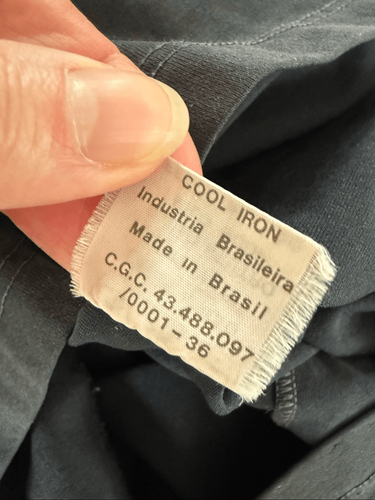 COOL IRON
Industria Brasileira
Made in Brasil
C.G.C. 43.488.097
/0001-36